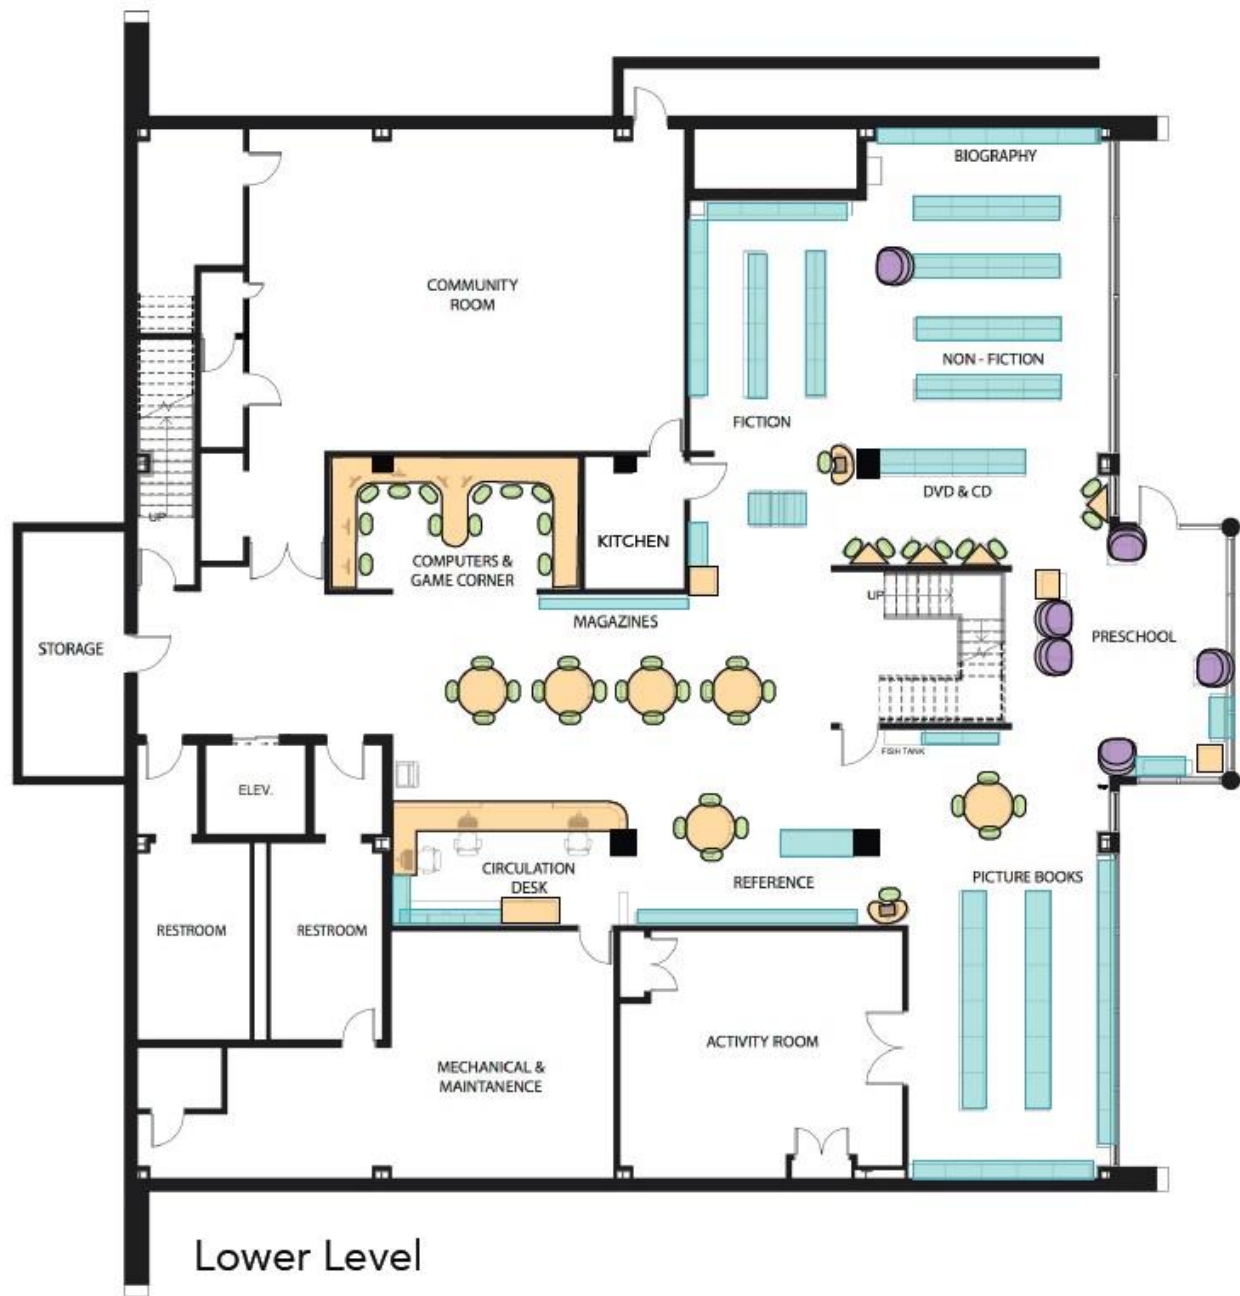 BIOGRAPHY
COMMUNITY
ROOM
NON - FICTION
FICTION
DVD & CD
UP
KITCHEN
COMPUTERS &
GAME CORNER
UP
MAGAZINES
PRESCHOOL
STORAGE
FISH TANK
ELEV.
CIRCULATION
DESK
REFERENCE
PICTURE BOOKS
RESTROOM
RESTROOM
ACTIVITY ROOM
MECHANICAL &
MAINTANENCE
Lower Level